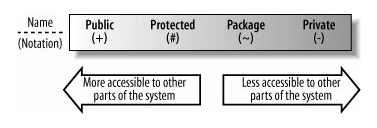 Name Public Protected Package Private
(Notation) (+) (#) (~) (-)
More accessible to other Less accessible to other
parts of the system parts of the system